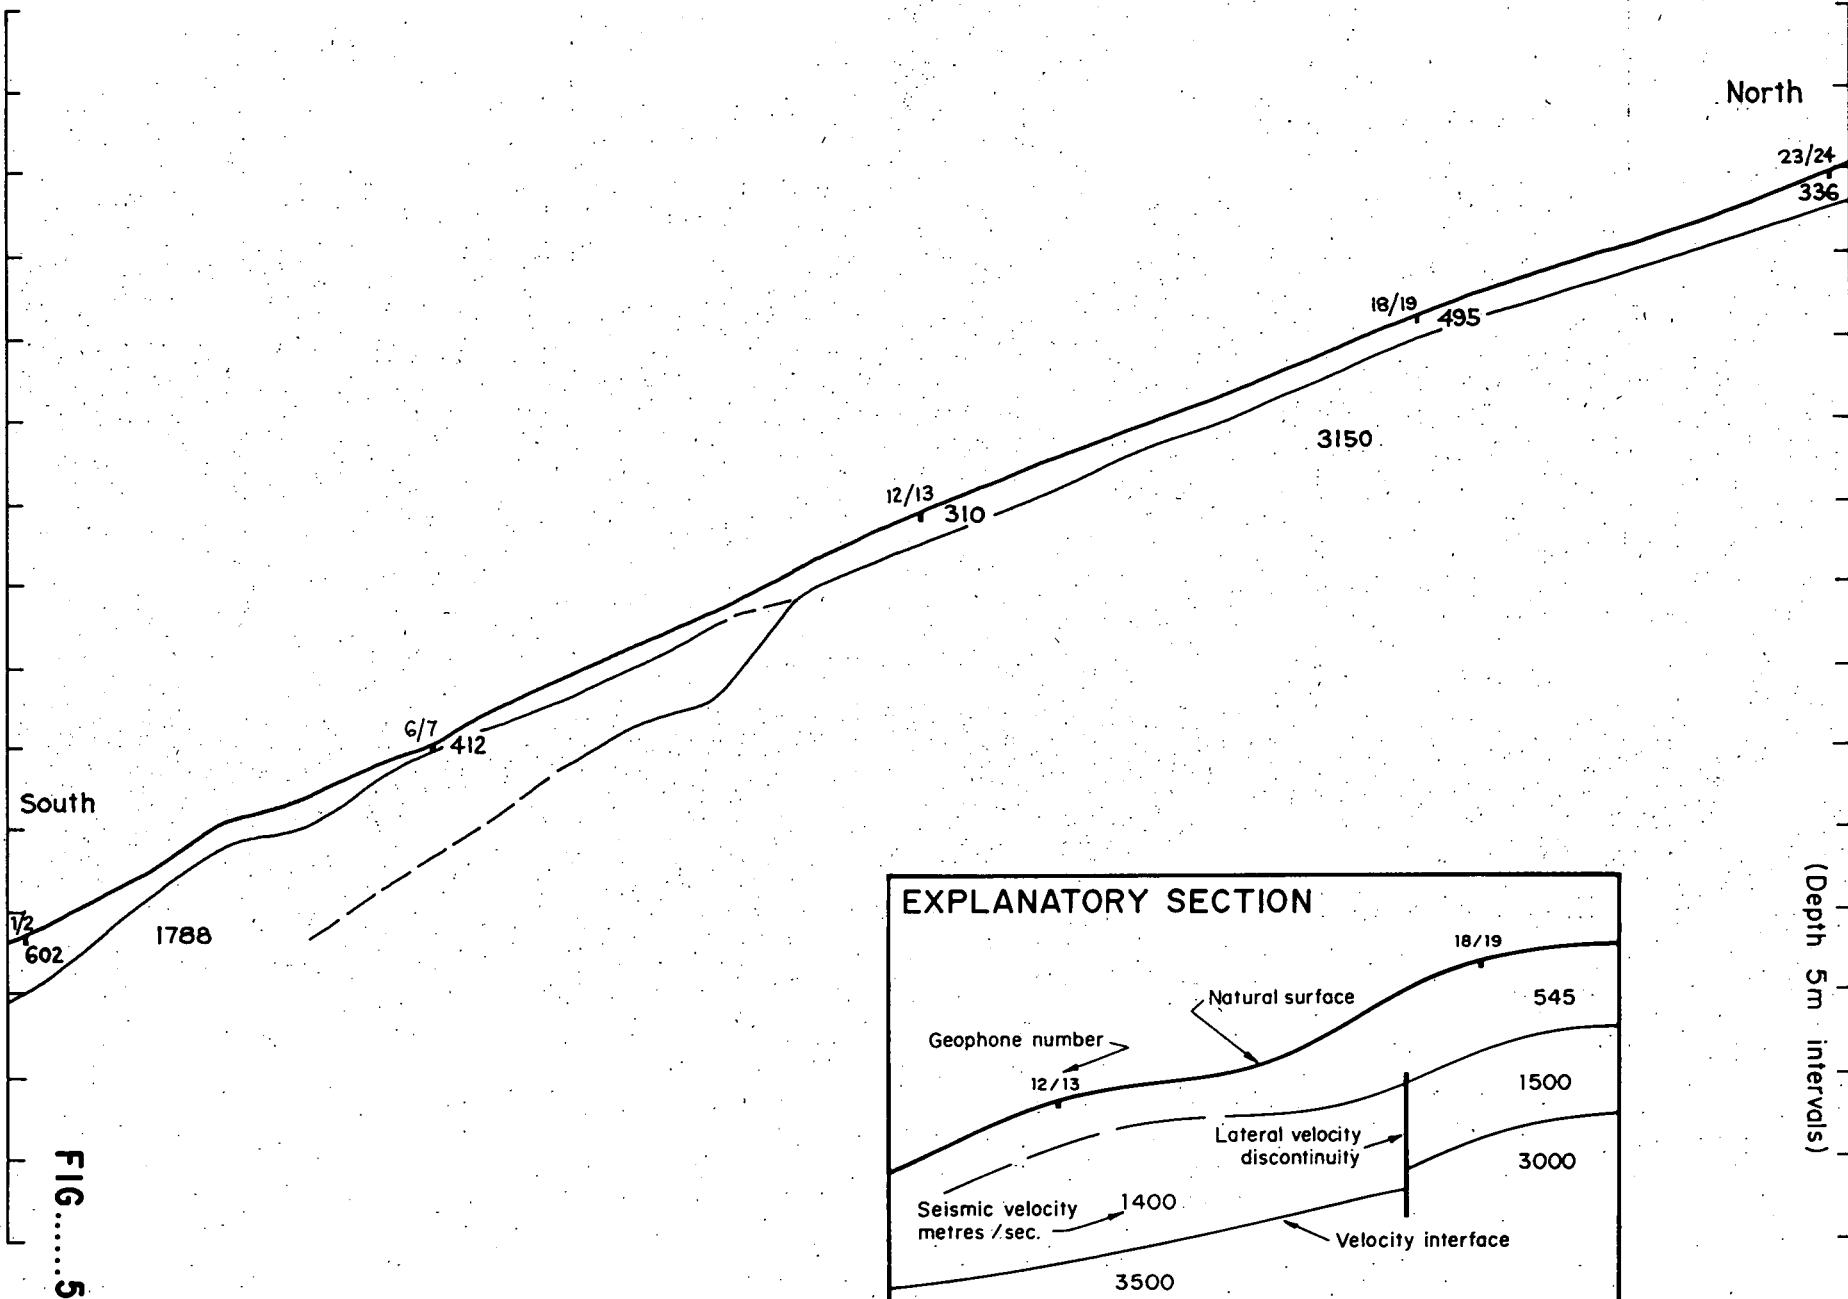 North
23/24
336
18/19
495
3150
12/13
310
6/7
412
South
1/2
602
1788
(Depth 5m intervals)
FIG......5
EXPLANATORY SECTION
18/19
Natural surface
545
Geophone number
12/13
1500
Lateral velocity
discontinuity
3000
Seismic velocity
metres/sec.
1400
Velocity interface
3500